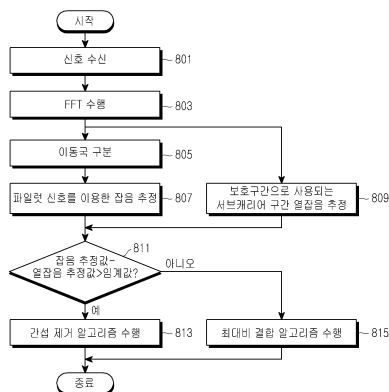 시작
신호 수신
801
FFT 수행
803
이동국 구분
805
파일럿 신호를 이용한 잡음 추정
807
보호구간으로 사용되는
서브캐리어 구간 열잡음 추정
809
811
잡음 추정값-
열잡음 추정값>임계값?
아니오
예
간섭 제거 알고리즘 수행
813
최대비 결합 알고리즘 수행
815
종료